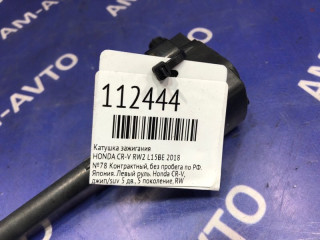 AM-AVTO
112444
Катушка зажигания
HONDA CR-V RW2 L15BE 2018
№78 Контрактный, без пробега по РФ.
Япония. Левый руль. Honda CR-V,
джип/suv 5 дв., 5 поколение, RW